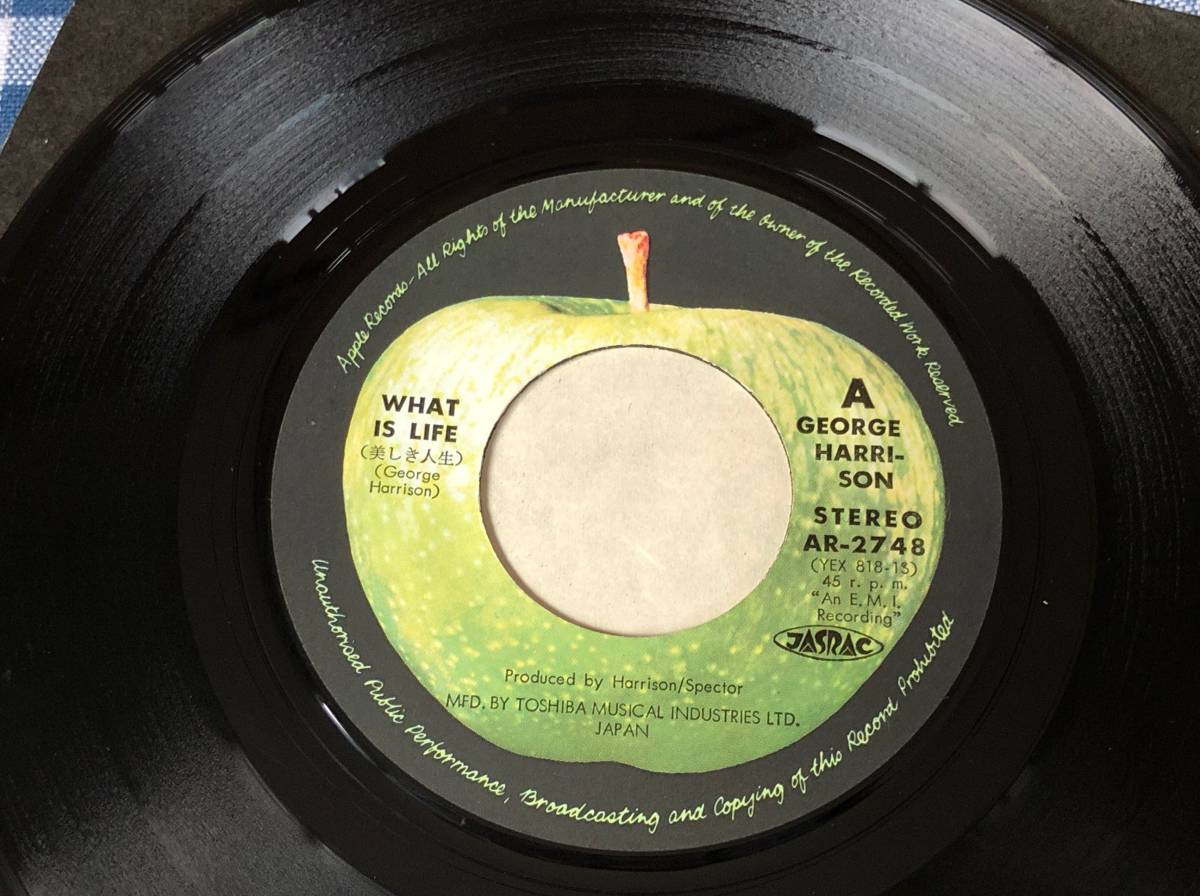 Apple Records-All Rights of the Manufacturer and of the Owner of the Recorded Work Reserved
WHAT
IS LIFE
(美しき人生)
(George
Harrison)
A
GEORGE
HARRI-
SON
STEREO
AR-2748
(YEX 818-1S)
45 r. p. m.
"An E.M.I.
Recording"
JASRAC
Produced by Harrison/Spector
MFD. BY TOSHIBA MUSICAL INDUSTRIES LTD.
JAPAN
Unauthorised Public Performance, Broadcasting and Copying of this Record Prohibited